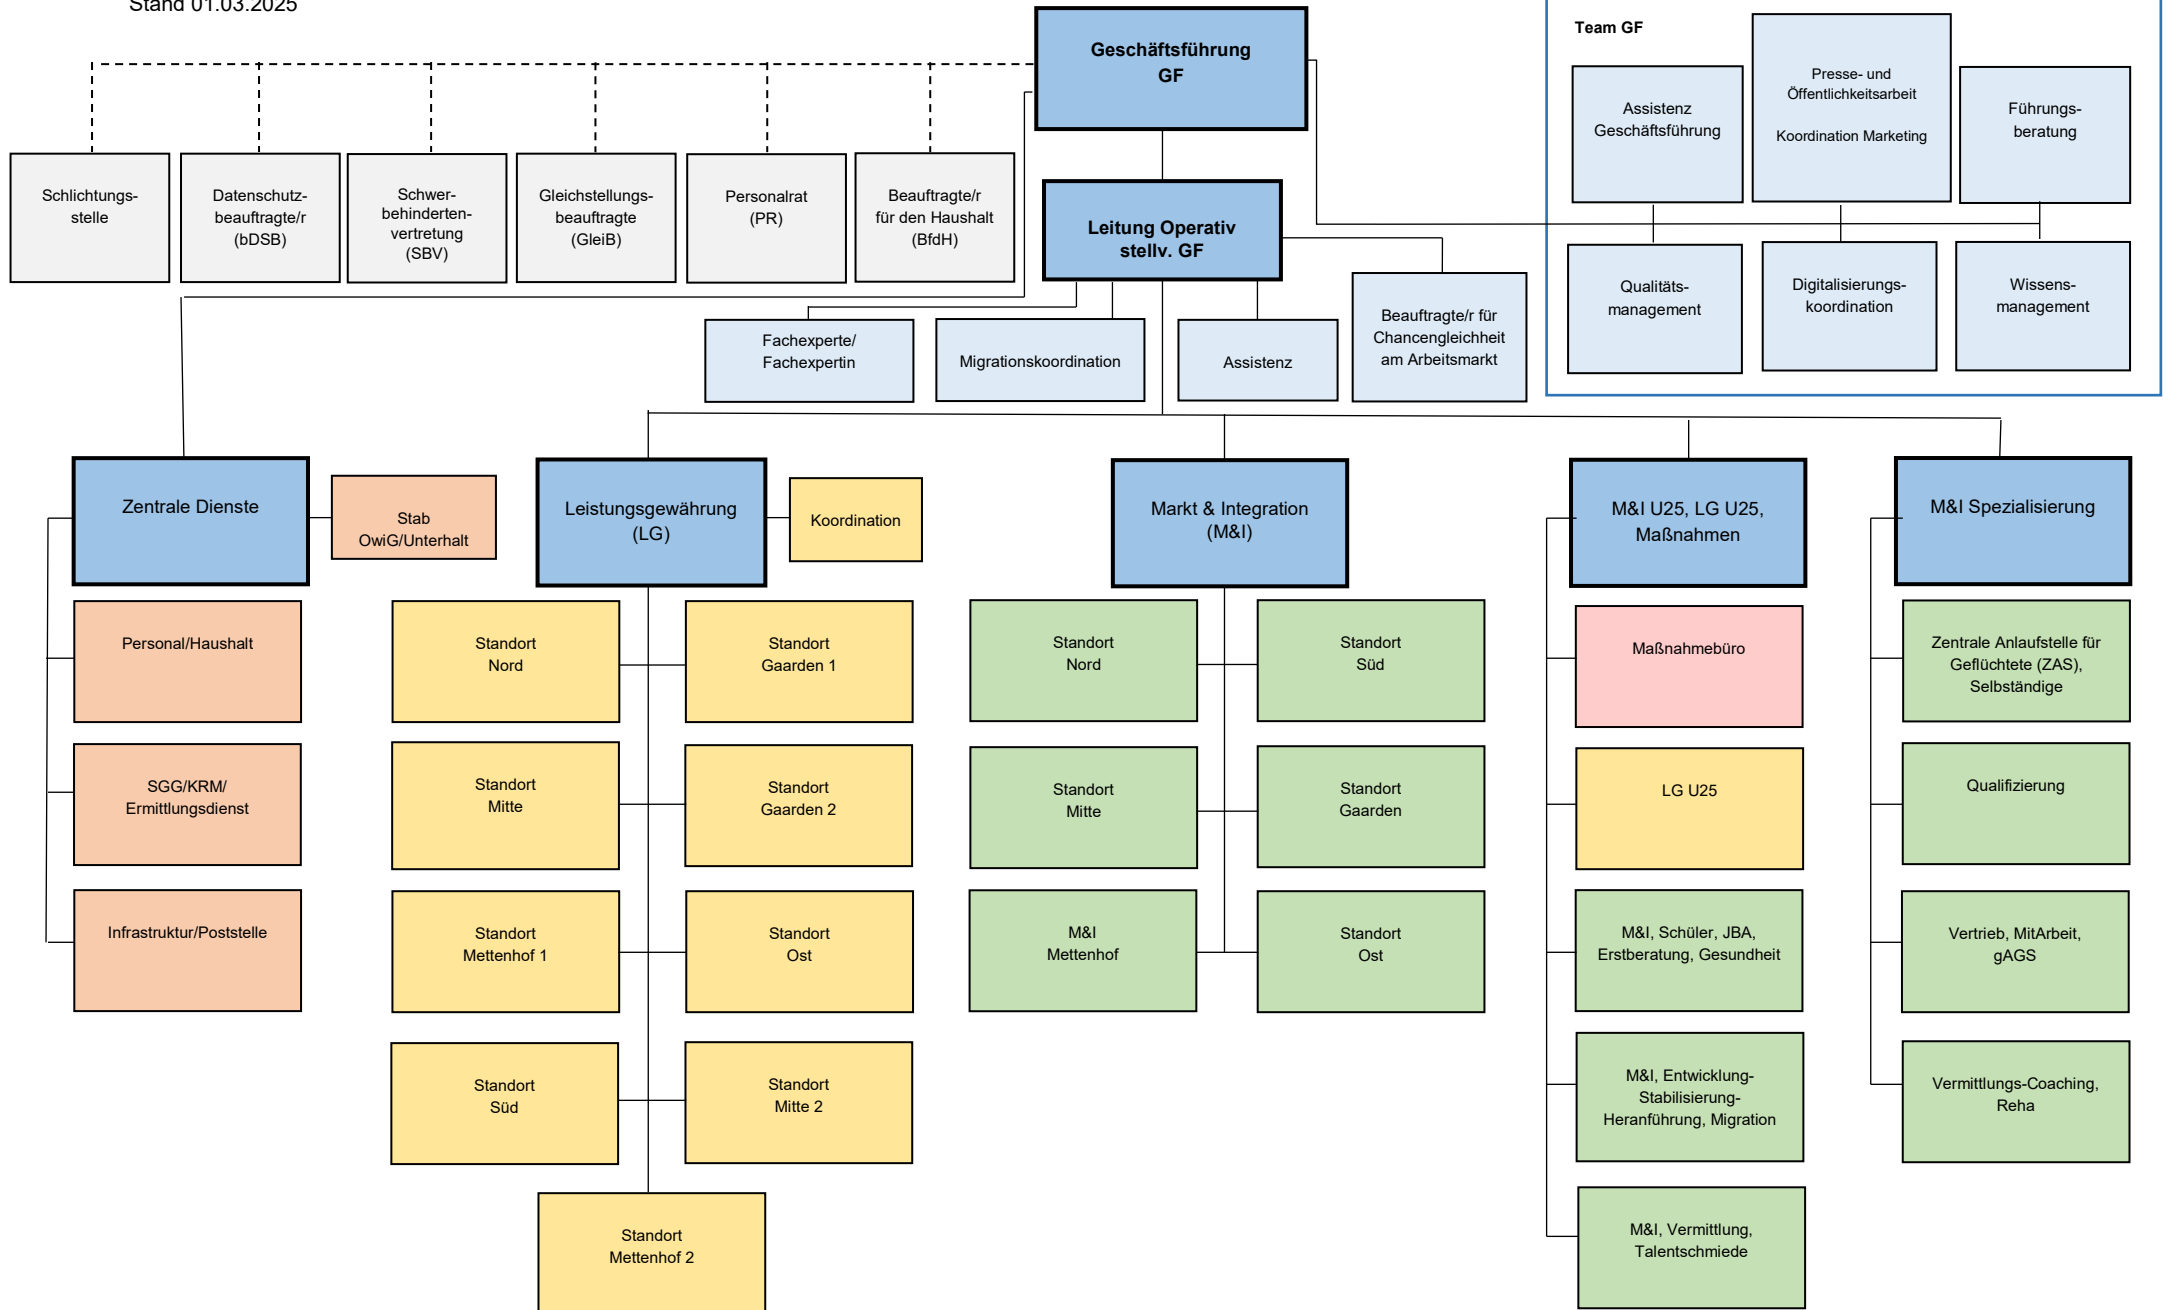 Stand 01.03.2025
Geschäftsführung
GF
Team GF
Assistenz
Geschäftsführung
Presse- und
Öffentlichkeitsarbeit
Koordination Marketing
Führungs-
beratung
Qualitäts-
management
Digitalisierungs-
koordination
Wissens-
management
Schlichtungs-
stelle
Datenschutz-
beauftragte/r
(bDSB)
Schwer-
behinderten-
vertretung
(SBV)
Gleichstellungs-
beauftragte
(GleiB)
Personalrat
(PR)
Beauftragte/r
für den Haushalt
(BfdH)
Leitung Operativ
stellv. GF
Fachexperte/
Fachexpertin
Migrationskoordination
Assistenz
Beauftragte/r für
Chancengleichheit
am Arbeitsmarkt
Zentrale Dienste
Stab
OwiG/Unterhalt
Personal/Haushalt
SGG/KRM/
Ermittlungsdienst
Infrastruktur/Poststelle
Leistungsgewährung
(LG)
Koordination
Standort
Nord
Standort
Gaarden 1
Standort
Mitte
Standort
Gaarden 2
Standort
Mettenhof 1
Standort
Ost
Standort
Süd
Standort
Mitte 2
Standort
Mettenhof 2
Markt & Integration
(M&I)
Standort
Nord
Standort
Süd
Standort
Mitte
Standort
Gaarden
M&I
Mettenhof
Standort
Ost
M&I U25, LG U25,
Maßnahmen
Maßnahmebüro
LG U25
M&I, Schüler, JBA,
Erstberatung, Gesundheit
M&I, Entwicklung-
Stabilisierung-
Heranführung, Migration
M&I, Vermittlung,
Talentschmiede
M&I Spezialisierung
Zentrale Anlaufstelle für
Geflüchtete (ZAS),
Selbständige
Qualifizierung
Vertrieb, MitArbeit,
gAGS
Vermittlungs-Coaching,
Reha